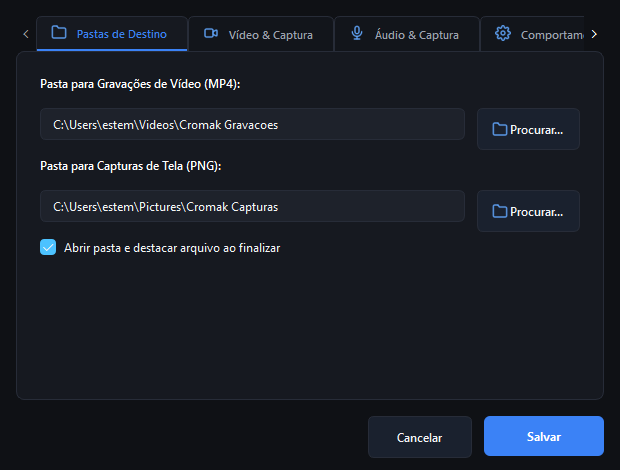 Pastas de Destino Vídeo & Captura Áudio & Captura Comportame
Pasta para Gravações de Vídeo (MP4):
C:\Users\estem\Videos\Cromak Gravacoes Procurar...
Pasta para Capturas de Tela (PNG):
C:\Users\estem\Pictures\Cromak Capturas Procurar...
Abrir pasta e destacar arquivo ao finalizar
Cancelar Salvar